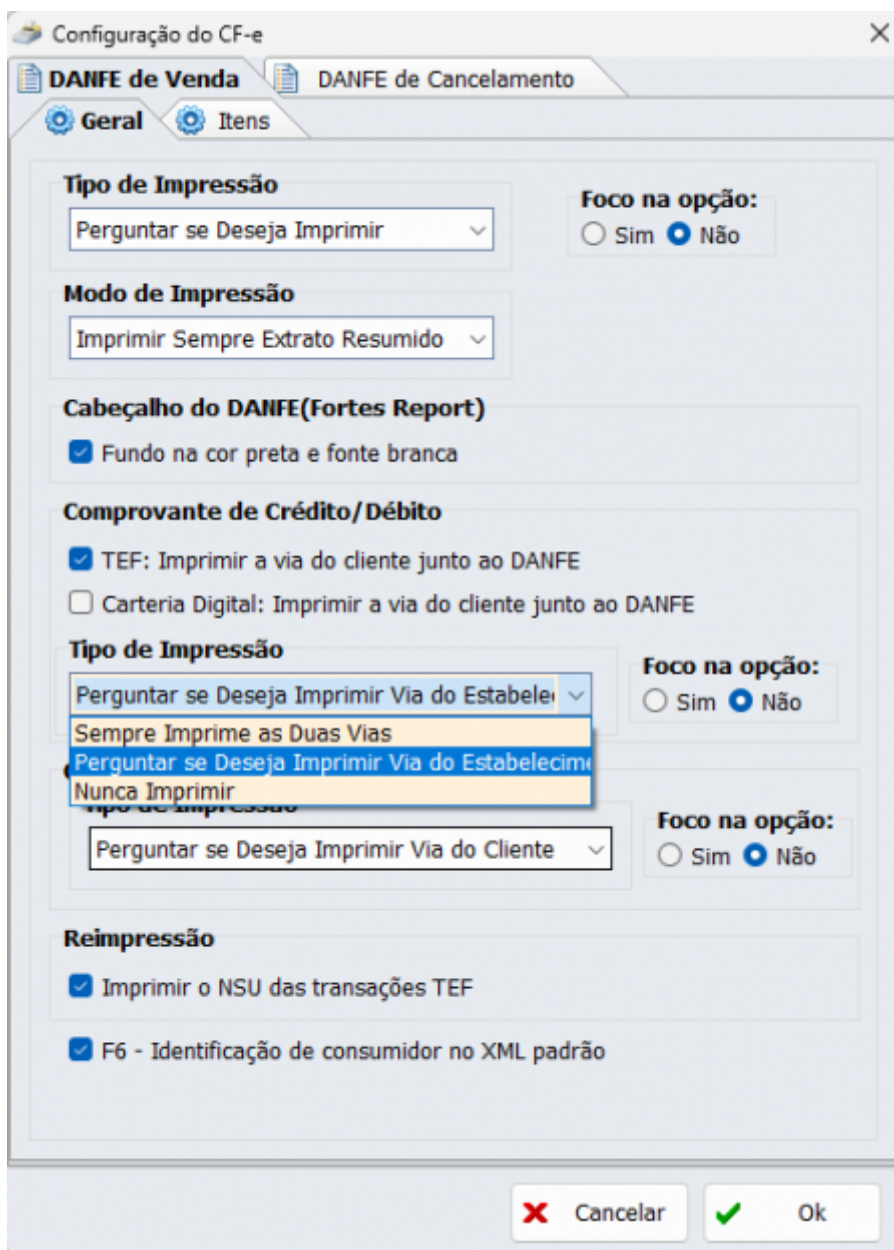 Configuração do CF-e
DANFE de Venda
DANFE de Cancelamento
Geral
Itens
Tipo de Impressão
Perguntar se Deseja Imprimir
Foco na opção:
Sim
Não
Modo de Impressão
Imprimir Sempre Extrato Resumido
Cabeçalho do DANFE(Fortes Report)
Fundo na cor preta e fonte branca
Comprovante de Crédito/Débito
TEF: Imprimir a via do cliente junto ao DANFE
Carteria Digital: Imprimir a via do cliente junto ao DANFE
Tipo de Impressão
Perguntar se Deseja Imprimir Via do Estabele
Foco na opção:
Sim
Não
Sempre Imprime as Duas Vias
Perguntar se Deseja Imprimir Via do Estabelecime
Nunca Imprimir
Tipo de Impressão
Perguntar se Deseja Imprimir Via do Cliente
Foco na opção:
Sim
Não
Reimpressão
Imprimir o NSU das transações TEF
F6 - Identificação de consumidor no XML padrão
Cancelar
Ok